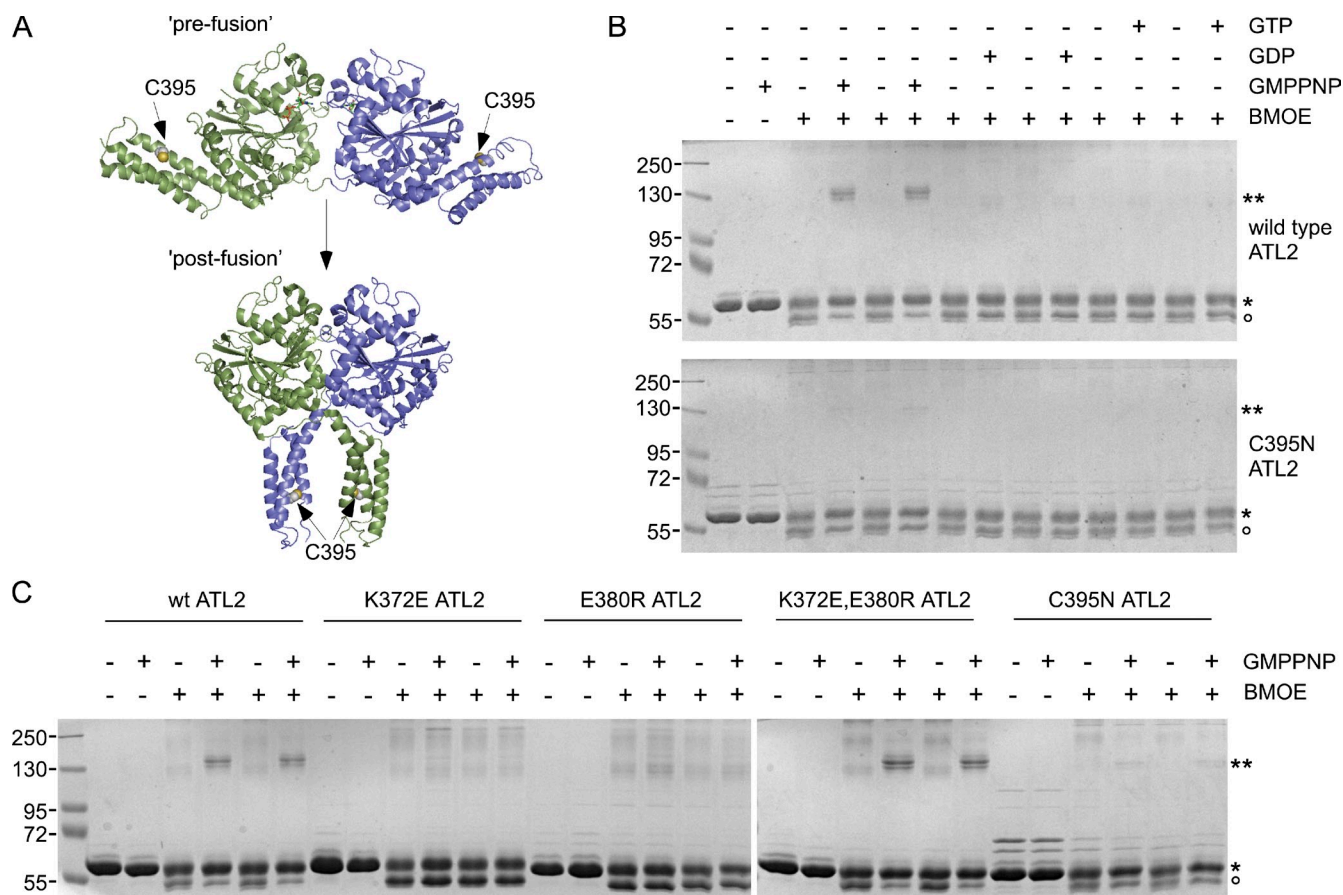 A
'pre-fusion'
C395
C395
'post-fusion'
C395
B
- - - - - - - - - - - + - + GTP
- - - - - - - + - + - - - - GDP
- + - + - + - - - - - - - - GMPPNP
- - + + + + + + + + + + + + BMOE
250-
130-
95-
72-
55-
**
wild type
ATL2
*
°
250-
130-
95-
72-
55-
**
C395N
ATL2
*
°
C
wt ATL2 K372E ATL2 E380R ATL2 K372E,E380R ATL2 C395N ATL2
- + - + - + - + - + - + - + - + - + - + - + - + - + - + - + GMPPNP
- - + + + + - - + + + + - - + + + + - - + + + + - - + + + + BMOE
250-
130-
95-
72-
55-
**
*
°